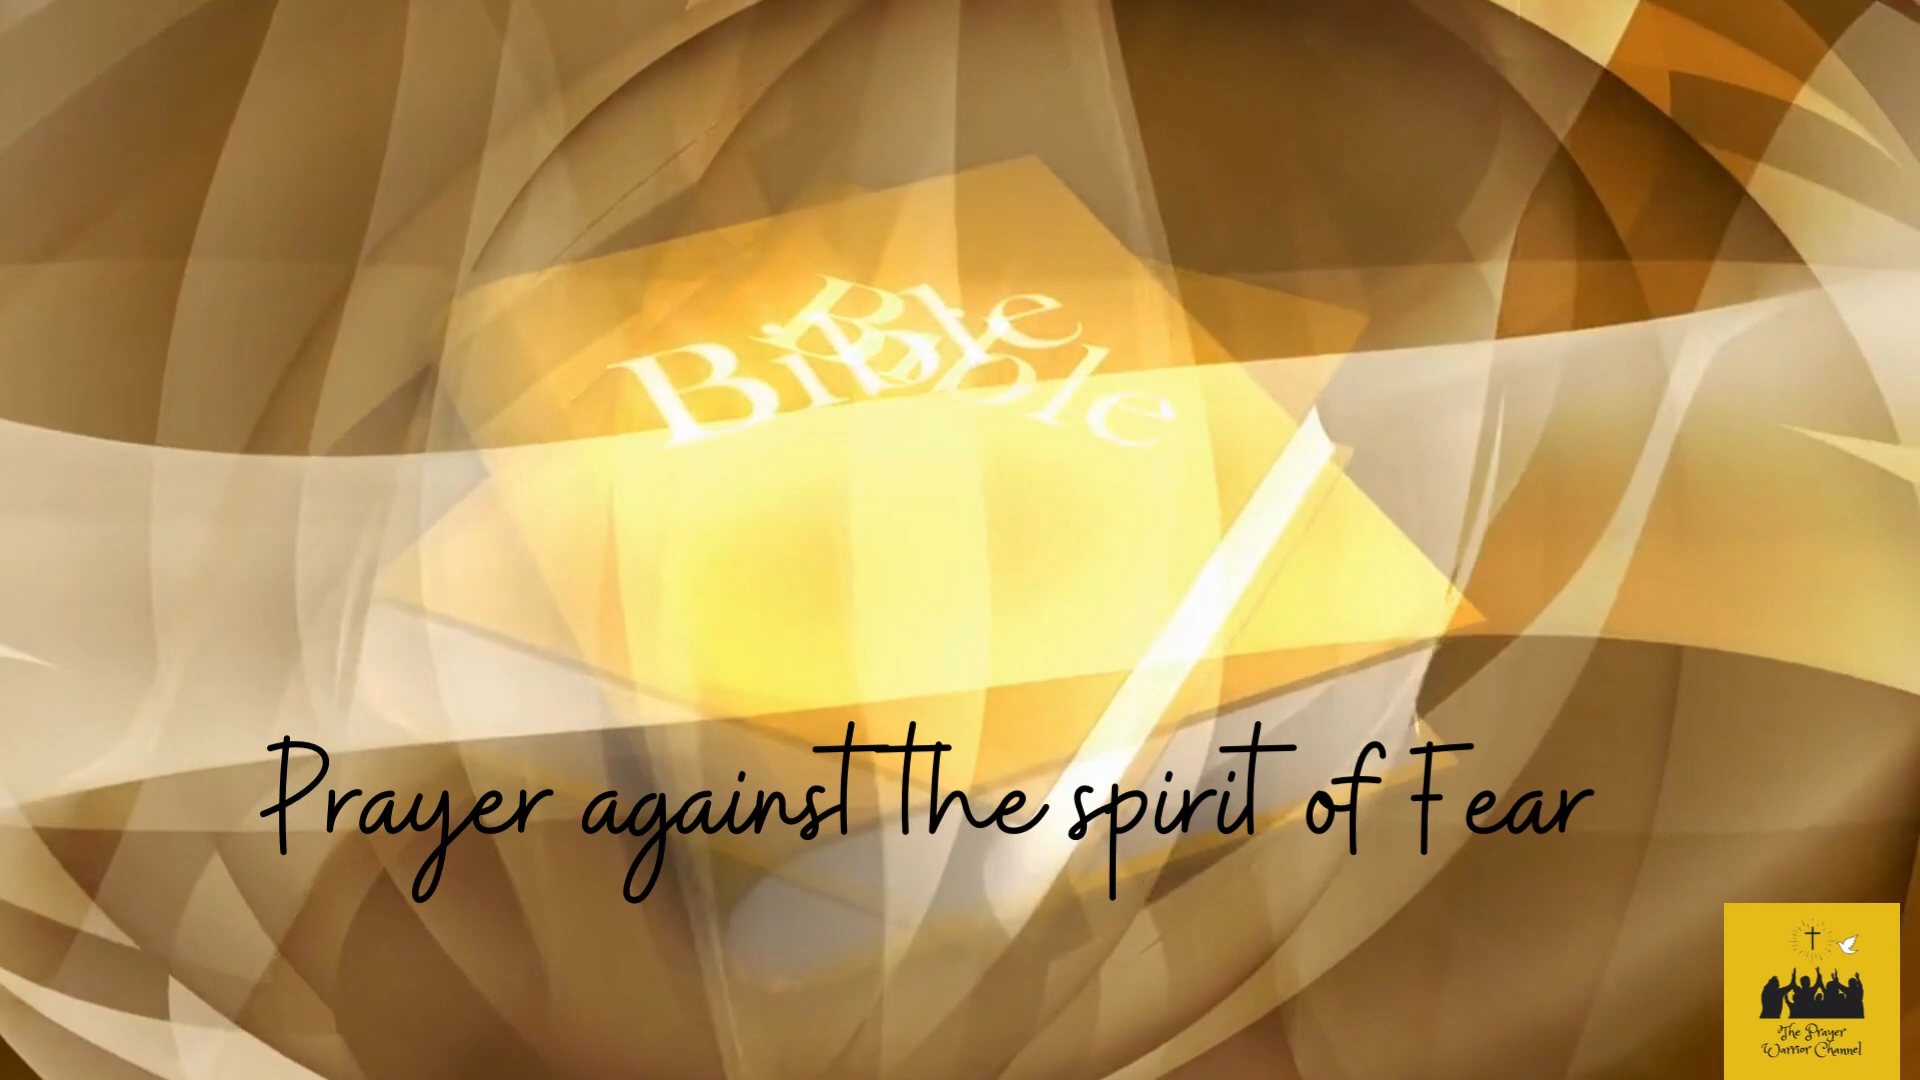 Bible
Bible
Prayer against the spirit of Fear
The Prayer
Warrior Channel